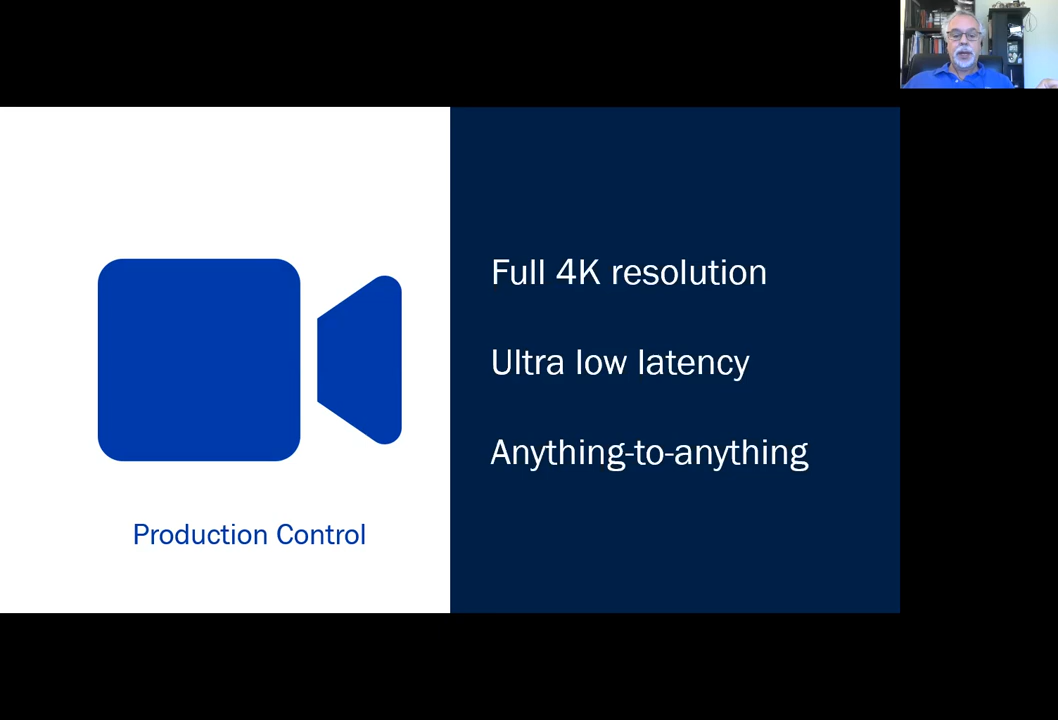 Full 4K resolution
Ultra low latency
Anything-to-anything
Production Control